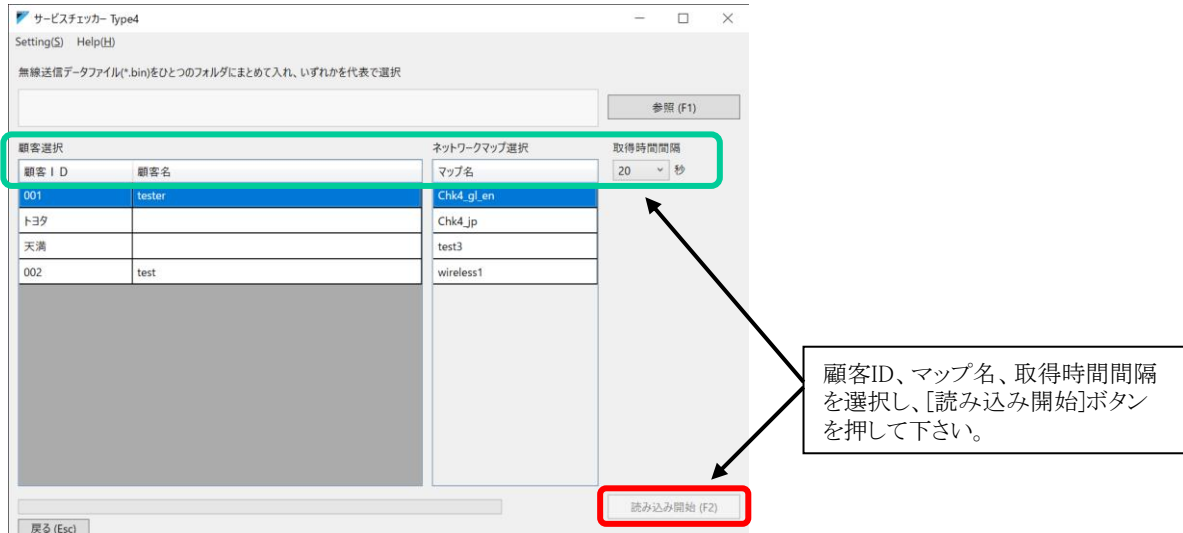 サービスチェッカー Type4
Setting(S) Help(H)
無線送信データファイル(*.bin)をひとつのフォルダにまとめて入れ、いずれかを代表で選択
参照 (F1)
顧客選択 ネットワークマップ選択 取得時間間隔
顧客ＩＤ 顧客名 マップ名 20 秒
001 tester Chk4_gl_en
トヨタ Chk4_jp
天満 test3
002 test wireless1
顧客ID、マップ名、取得時間間隔
を選択し、[読み込み開始]ボタン
を押して下さい。
読み込み開始 (F2)
戻る (Esc)